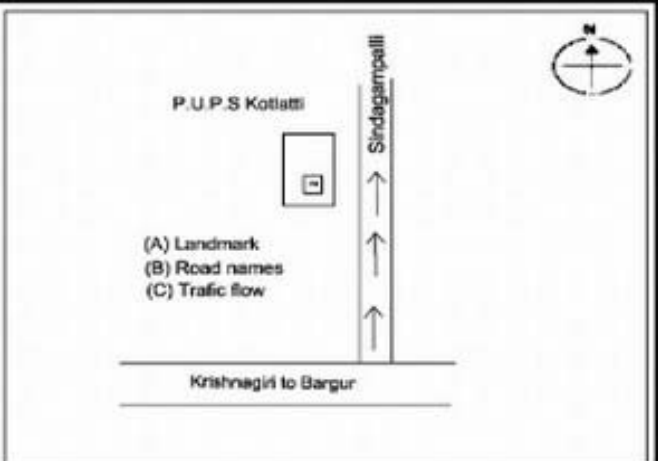 N
P.U.P.S Kotlatti
Sindagampalli
(A) Landmark
(B) Road names
(C) Trafic flow
Krishnagiri to Bargur